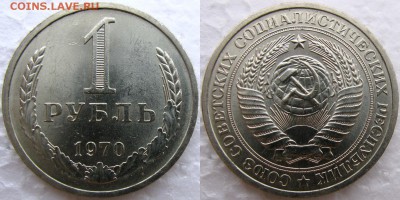 COINS.LAVE.RU
1
РУБЛЬ
1970
СОЮЗ СОВЕТСКИХ СОЦИАЛИСТИЧЕСКИХ РЕСПУБЛИК